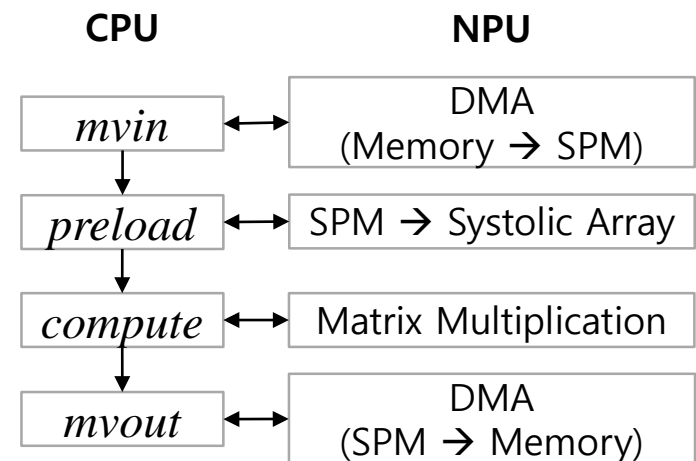 CPU NPU
mvin
DMA
(Memory → SPM)
preload
SPM → Systolic Array
compute
Matrix Multiplication
mvout
DMA
(SPM → Memory)